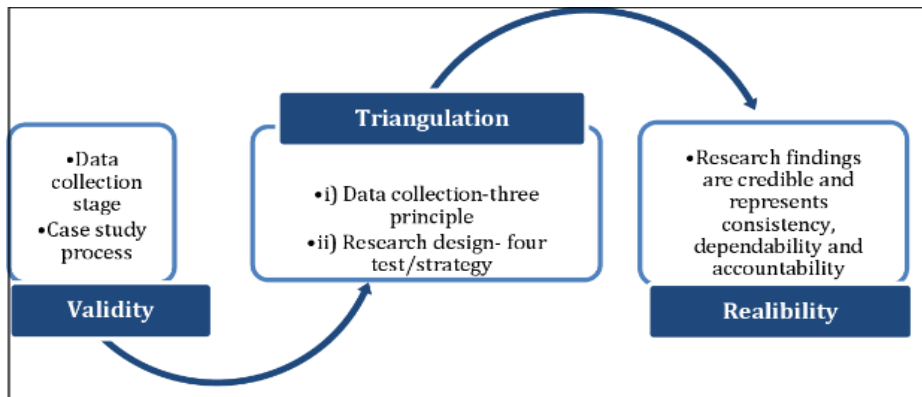 •Data
collection
stage
•Case study
process
Validity
Triangulation
•i) Data collection-three
principle
•ii) Research design- four
test/strategy
•Research findings
are credible and
represents
consistency,
dependability and
accountability
Realibility